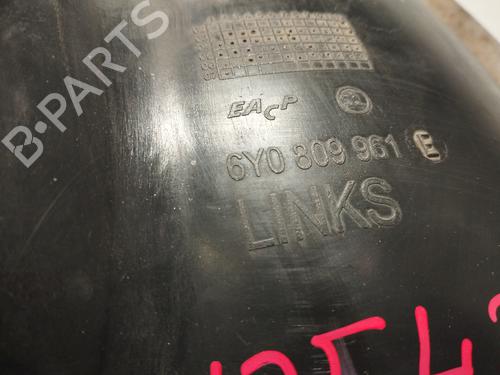 B-PARTS
EACP
6Y0 809 961 E
LINKS